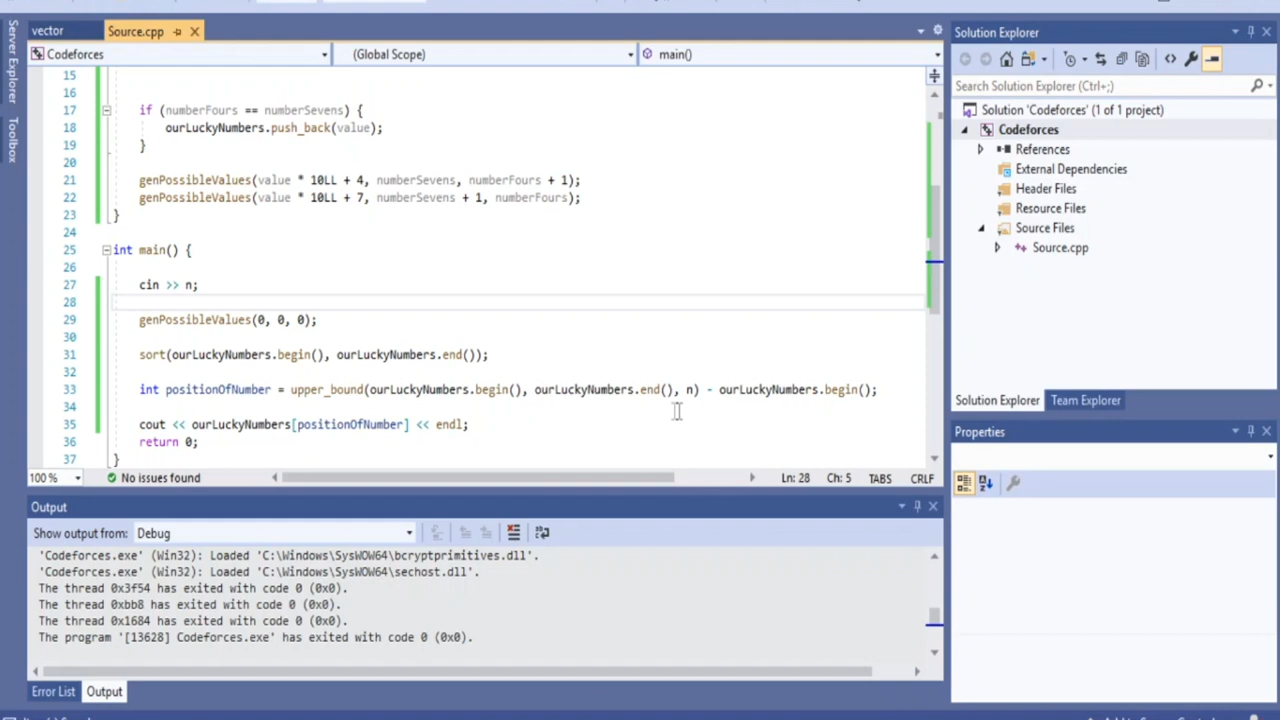 vector
Source.cpp
Codeforces
(Global Scope)
main()
15
16
17 if (numberFours == numberSevens) {
18 ourLuckyNumbers.push_back(value);
19 }
20
21 genPossibleValues(value * 10LL + 4, numberSevens, numberFours + 1);
22 genPossibleValues(value * 10LL + 7, numberSevens + 1, numberFours);
23 }
24
25 int main() {
26
27 cin >> n;
28
29 genPossibleValues(0, 0, 0);
30
31 sort(ourLuckyNumbers.begin(), ourLuckyNumbers.end());
32
33 int positionOfNumber = upper_bound(ourLuckyNumbers.begin(), ourLuckyNumbers.end(), n) - ourLuckyNumbers.begin();
34
35 cout << ourLuckyNumbers[positionOfNumber] << endl;
36 return 0;
37 }
100 %
No issues found
Ln: 28
Ch: 5
TABS
CRLF
Output
Show output from: Debug
'Codeforces.exe' (Win32): Loaded 'C:\Windows\SysWOW64\bcryptprimitives.dll'.
'Codeforces.exe' (Win32): Loaded 'C:\Windows\SysWOW64\sechost.dll'.
The thread 0x3f54 has exited with code 0 (0x0).
The thread 0xbb8 has exited with code 0 (0x0).
The thread 0x1684 has exited with code 0 (0x0).
The program '[13628] Codeforces.exe' has exited with code 0 (0x0).
Error List
Output
Server Explorer
Toolbox
Solution Explorer
Search Solution Explorer (Ctrl+;)
Solution 'Codeforces' (1 of 1 project)
Codeforces
References
External Dependencies
Header Files
Resource Files
Source Files
Source.cpp
Solution Explorer
Team Explorer
Properties